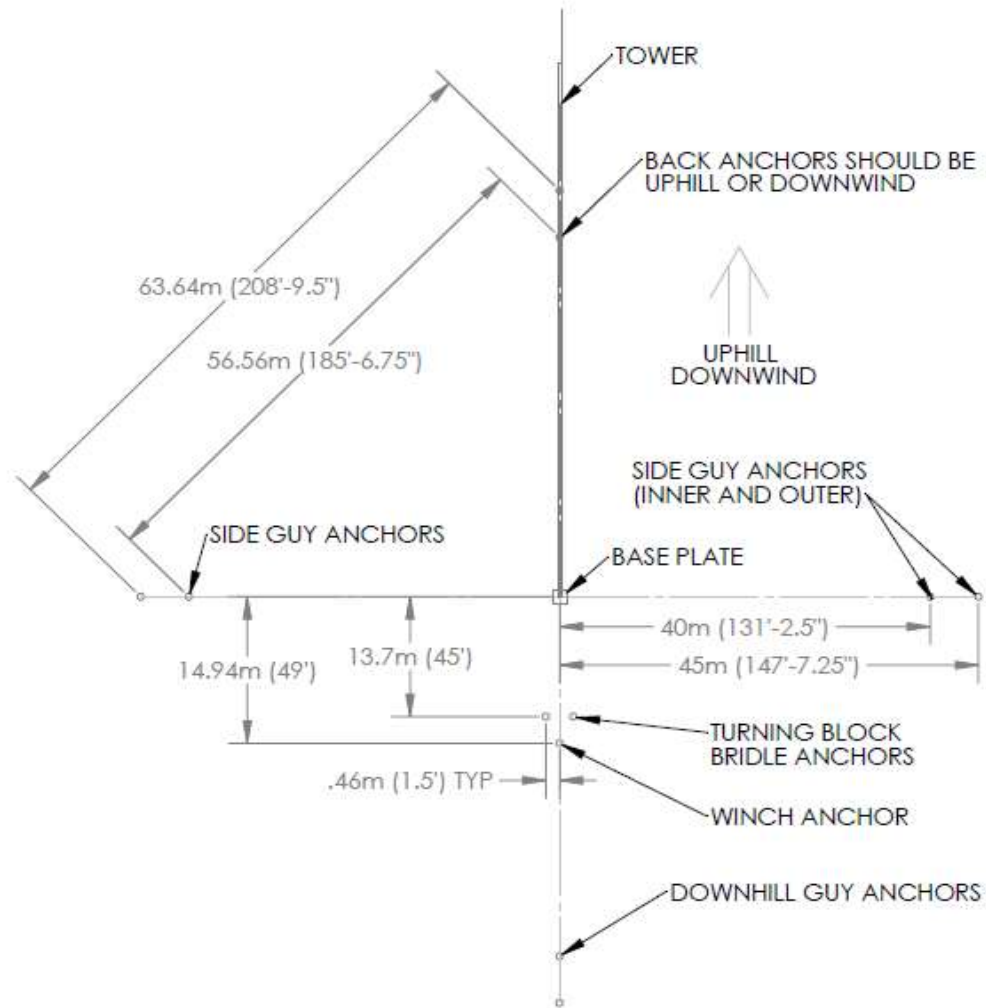 TOWER
BACK ANCHORS SHOULD BE
UPHILL OR DOWNWIND
63.64m (208'-9.5")
56.56m (185'-6.75")
UPHILL
DOWNWIND
SIDE GUY ANCHORS
(INNER AND OUTER)
SIDE GUY ANCHORS
BASE PLATE
40m (131'-2.5")
45m (147'-7.25")
14.94m (49')
13.7m (45')
TURNING BLOCK
BRIDLE ANCHORS
.46m (1.5') TYP
WINCH ANCHOR
DOWNHILL GUY ANCHORS